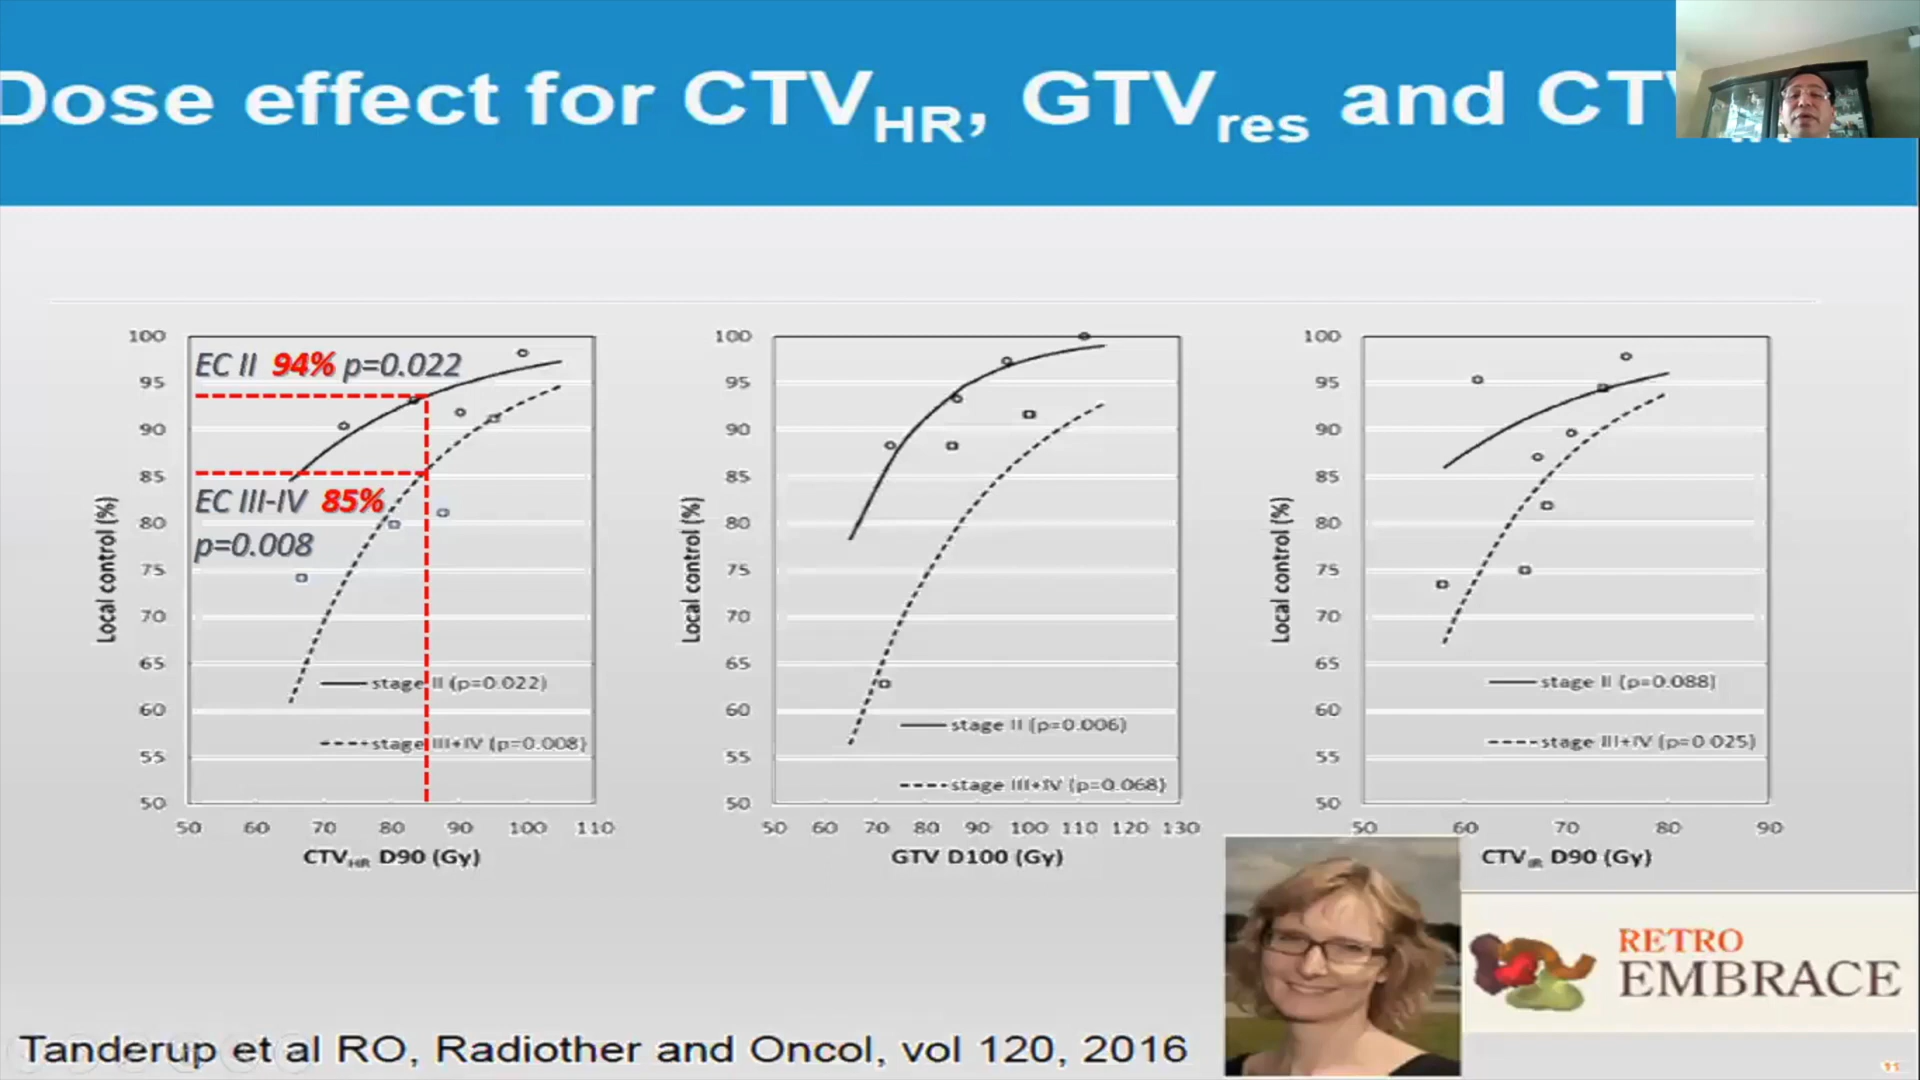 Dose effect for CTVHR, GTVres and CTV
100 100 100
EC II 94% p=0.022
95 95 95
90 90 90
85 85 85
EC III-IV 85%
80 80 80
p=0.008
75 75 75
70 70 70
65 65 65
60 60 60
55 55 55
50 50 50
Local control (%)
stage II (p=0.022)
stage III+IV (p=0.008)
50 60 70 80 90 100 110
CTVHR D90 (Gy)
Local control (%)
stage II (p=0.006)
stage III+IV (p=0.068)
50 60 70 80 90 100 110 120 130
GTV D100 (Gy)
Local control (%)
stage II (p=0.088)
stage III+IV (p=0.025)
50 60 70 80 90
CTVIR D90 (Gy)
RETRO
EMBRACE
Tanderup et al RO, Radiother and Oncol, vol 120, 2016